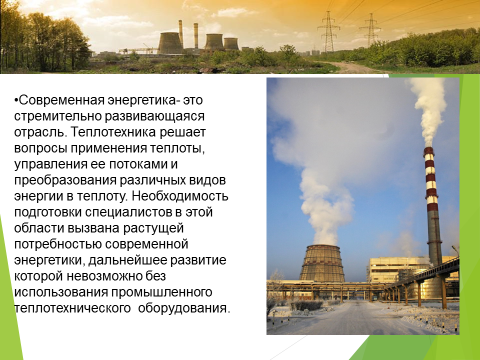 •Современная энергетика- это
стремительно развивающаяся
отрасль. Теплотехника решает
вопросы применения теплоты,
управления ее потоками и
преобразования различных видов
энергии в теплоту. Необходимость
подготовки специалистов в этой
области вызвана растущей
потребностью современной
энергетики, дальнейшее развитие
которой невозможно без
использования промышленного
теплотехнического оборудования.